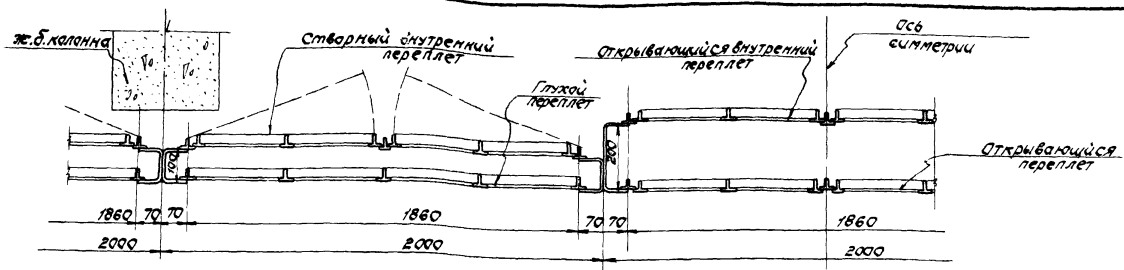 ж.б.колонна
Створный внутренний
переплет
Глухой
переплет
Открывающийся внутренний
переплет
Ось
симметрии
Открывающийся
переплет
100
200
1860
70
70
1860
70
70
1860
2000
2000
2000